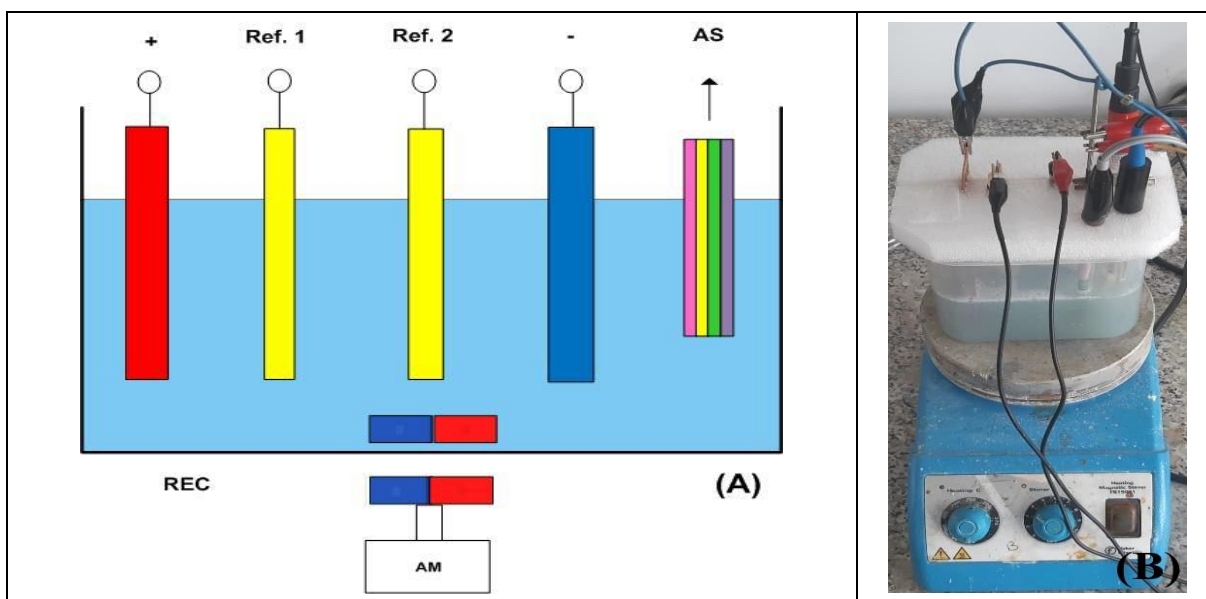 + Ref. 1 Ref. 2 - AS
REC
(A)
AM
Heating
Stirrer
Heating
Magnetic Stirrer
(B)